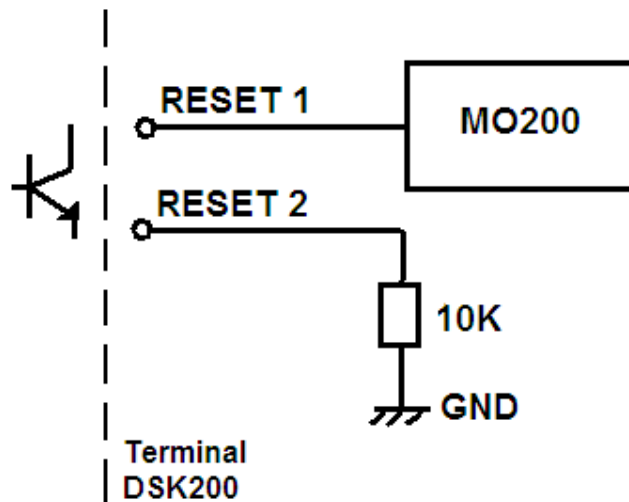 RESET 1
MO200
RESET 2
10K
GND
Terminal
DSK200